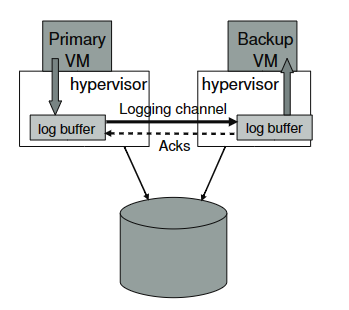 Primary
VM
Backup
VM
hypervisor
hypervisor
Logging channel
log buffer
log buffer
Acks